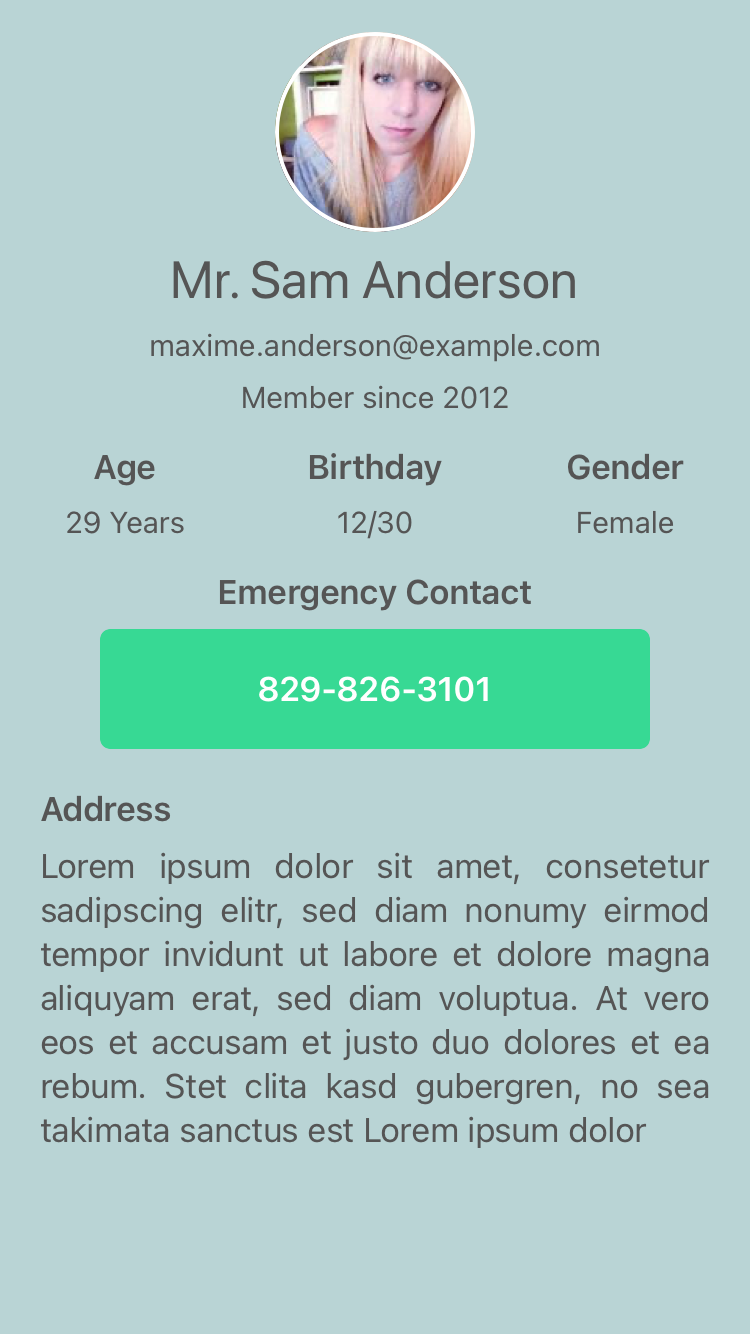 Mr. Sam Anderson
maxime.anderson@example.com
Member since 2012
Age Birthday Gender
29 Years 12/30 Female
Emergency Contact
829-826-3101
Address
Lorem ipsum dolor sit amet, consetetur
sadipscing elitr, sed diam nonumy eirmod
tempor invidunt ut labore et dolore magna
aliquyam erat, sed diam voluptua. At vero
eos et accusam et justo duo dolores et ea
rebum. Stet clita kasd gubergren, no sea
takimata sanctus est Lorem ipsum dolor